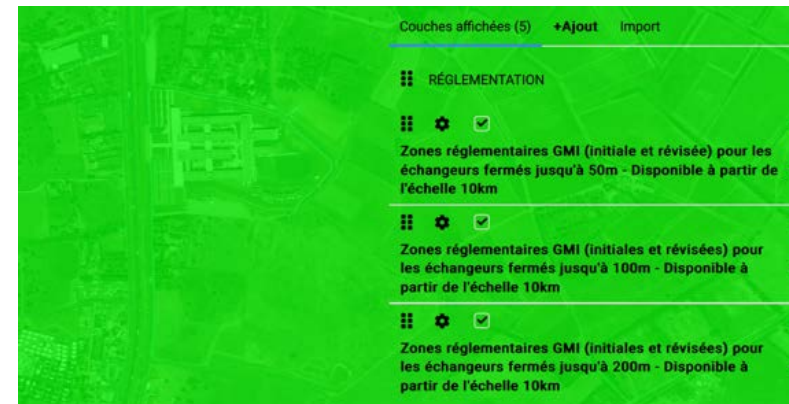 Couches affichées (5) +Ajout Import
RÉGLEMENTATION
Zones réglementaires GMI (initiale et révisée) pour les
échangeurs fermés jusqu'à 50m - Disponible à partir de
l'échelle 10km
Zones réglementaires GMI (initiales et révisées) pour
les échangeurs fermés jusqu'à 100m - Disponible à
partir de l'échelle 10km
Zones réglementaires GMI (initiales et révisées) pour
les échangeurs fermés jusqu'à 200m - Disponible à
partir de l'échelle 10km